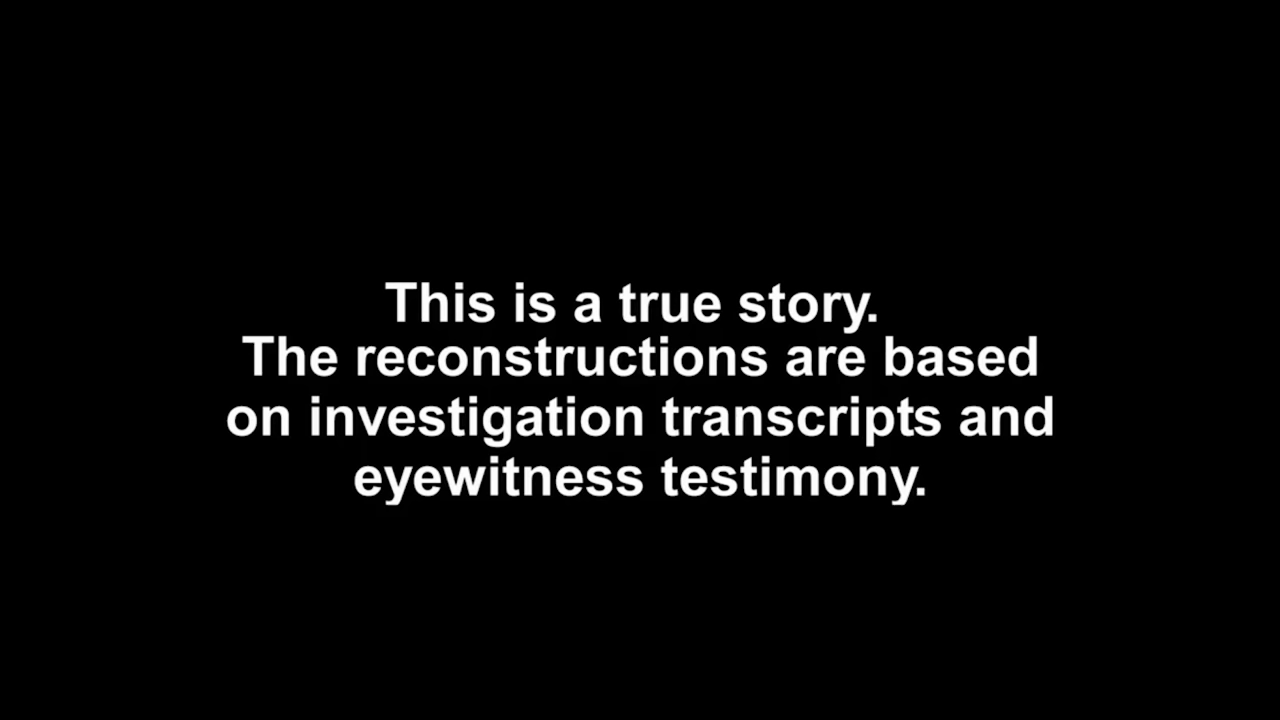 This is a true story.
The reconstructions are based
on investigation transcripts and
eyewitness testimony.